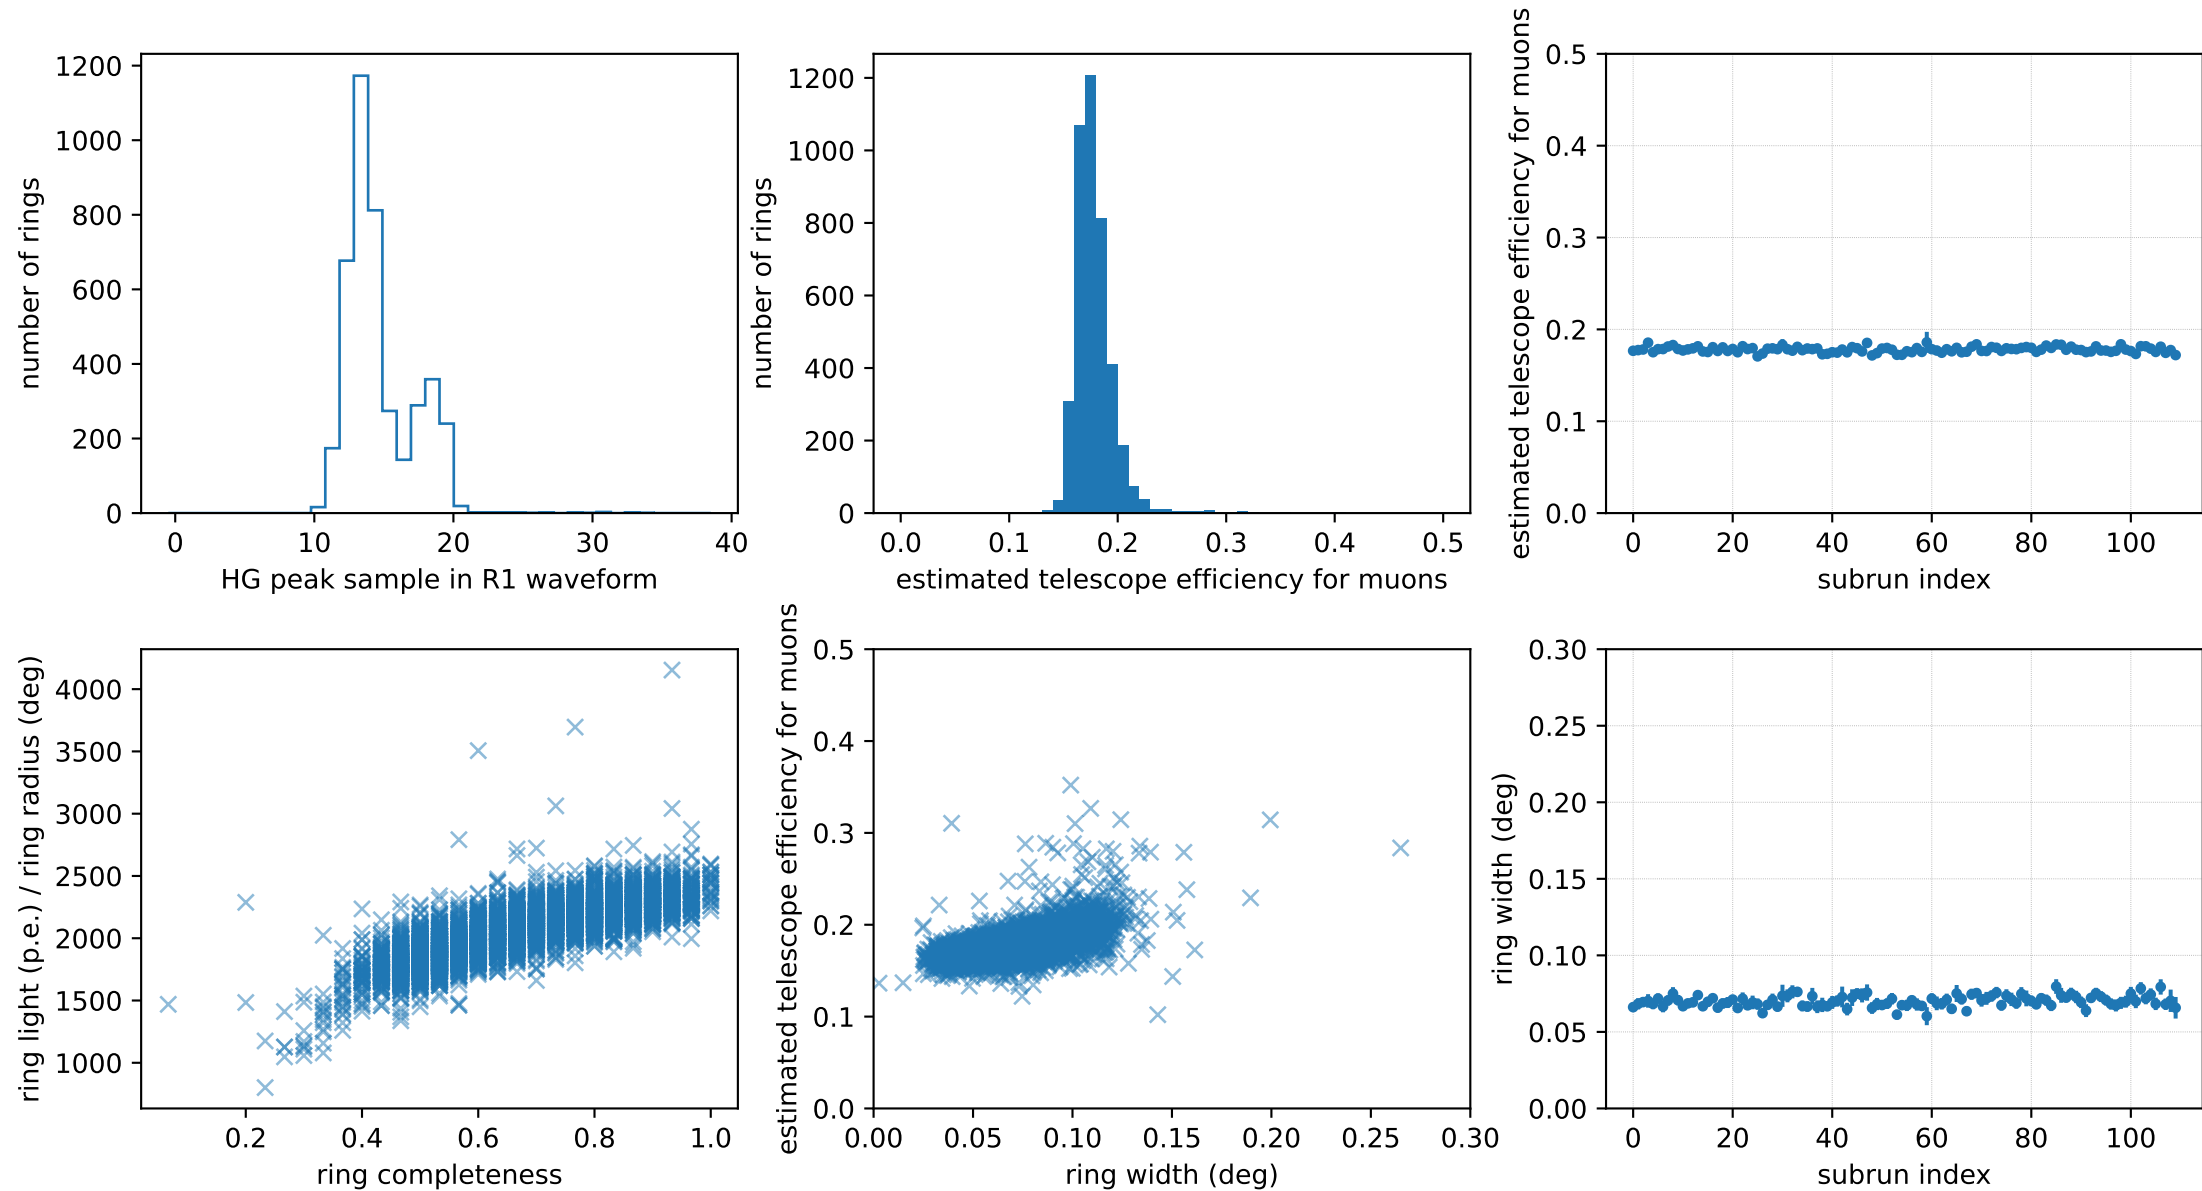 number of rings
1200
1000
800
600
400
200
0
0 10 20 30 40
HG peak sample in R1 waveform
number of rings
1200
1000
800
600
400
200
0
0.0 0.1 0.2 0.3 0.4 0.5
estimated telescope efficiency for muons
estimated telescope efficiency for muons
0.5
0.4
0.3
0.2
0.1
0.0
0 20 40 60 80 100
subrun index
ring light (p.e.) / ring radius (deg)
4000
3500
3000
2500
2000
1500
1000
0.2 0.4 0.6 0.8 1.0
ring completeness
estimated telescope efficiency for muons
0.5
0.4
0.3
0.2
0.1
0.0
0.00 0.05 0.10 0.15 0.20 0.25 0.30
ring width (deg)
ring width (deg)
0.30
0.25
0.20
0.15
0.10
0.05
0.00
0 20 40 60 80 100
subrun index